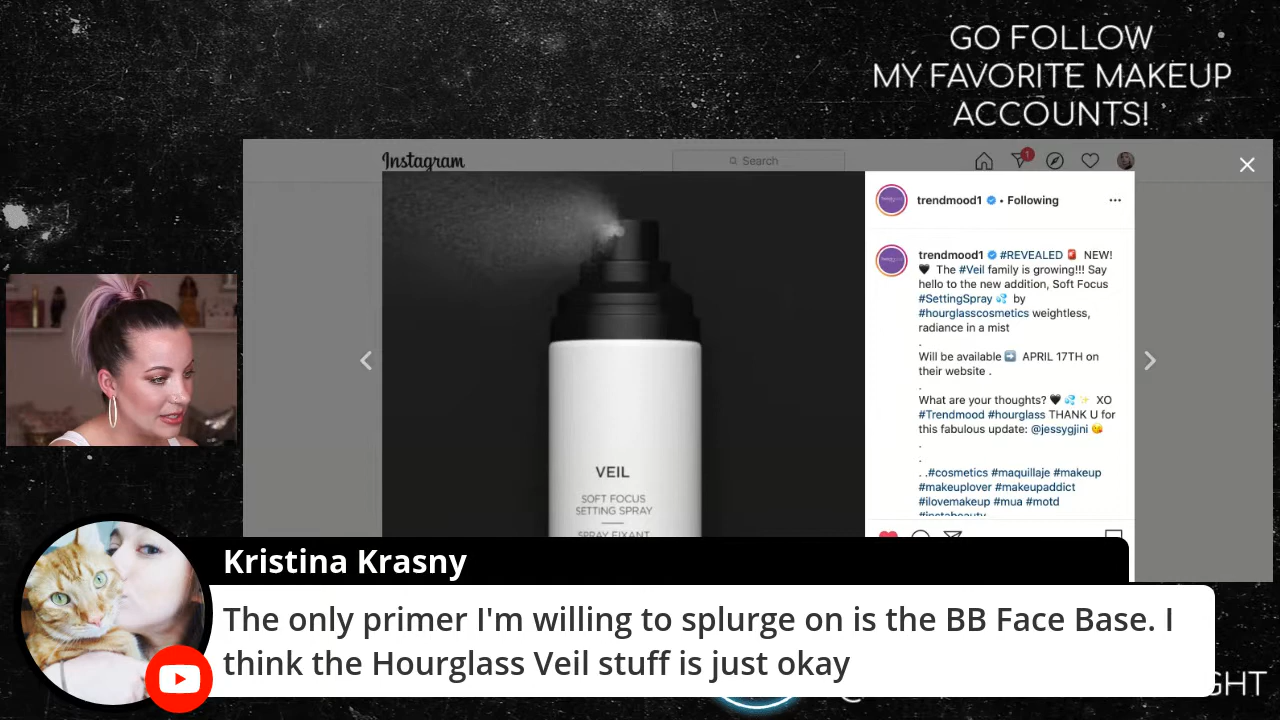 GO FOLLOW
MY FAVORITE MAKEUP
ACCOUNTS!
Instagram
Search
1
trendmood1 • Following
trendmood1 #REVEALED 🚨 NEW!
🖤 The #Veil family is growing!!! Say
hello to the new addition, Soft Focus
#SettingSpray 💦 by
#hourglasscosmetics weightless,
radiance in a mist
.
Will be available ➡️ APRIL 17TH on
their website .
.
What are your thoughts? 🖤 💦 ✨ XO
#Trendmood #hourglass THANK U for
this fabulous update: @jessygjini 😋
.
.
. .#cosmetics #maquillaje #makeup
#makeuplover #makeupaddict
#ilovemakeup #mua #motd
#instabeauty
VEIL
SOFT FOCUS
SETTING SPRAY
SPRAY FIXANT
Kristina Krasny
The only primer I'm willing to splurge on is the BB Face Base. I
think the Hourglass Veil stuff is just okay